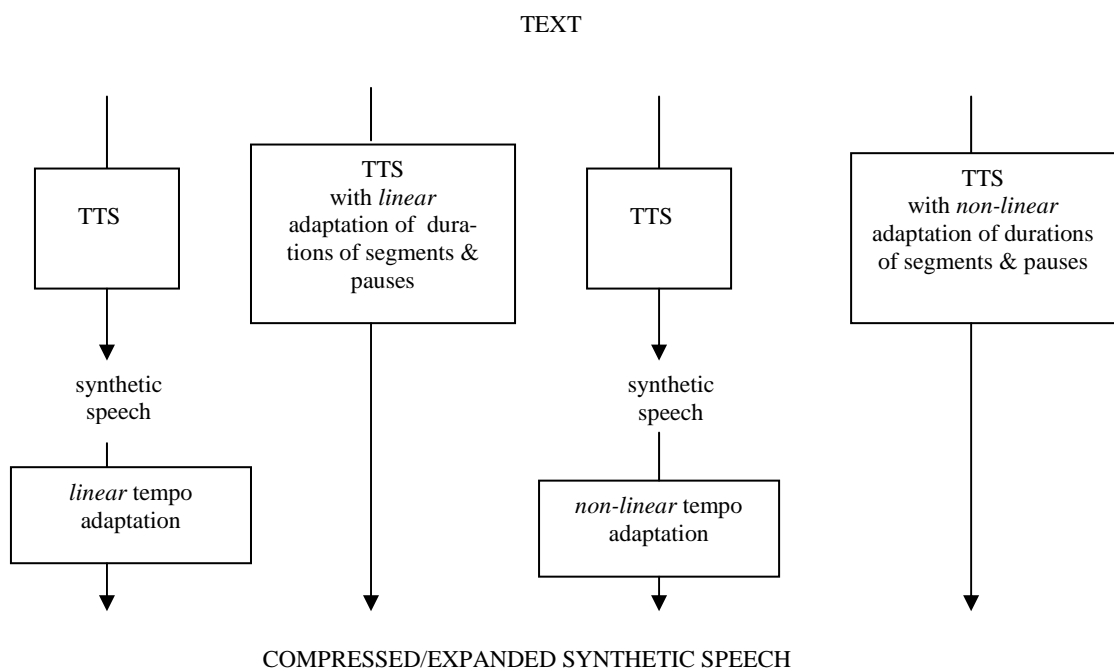 TEXT
TTS
TTS
with linear
adaptation of dura-
tions of segments &
pauses
TTS
TTS
with non-linear
adaptation of durations
of segments & pauses
synthetic
speech
synthetic
speech
linear tempo
adaptation
non-linear tempo
adaptation
COMPRESSED/EXPANDED SYNTHETIC SPEECH